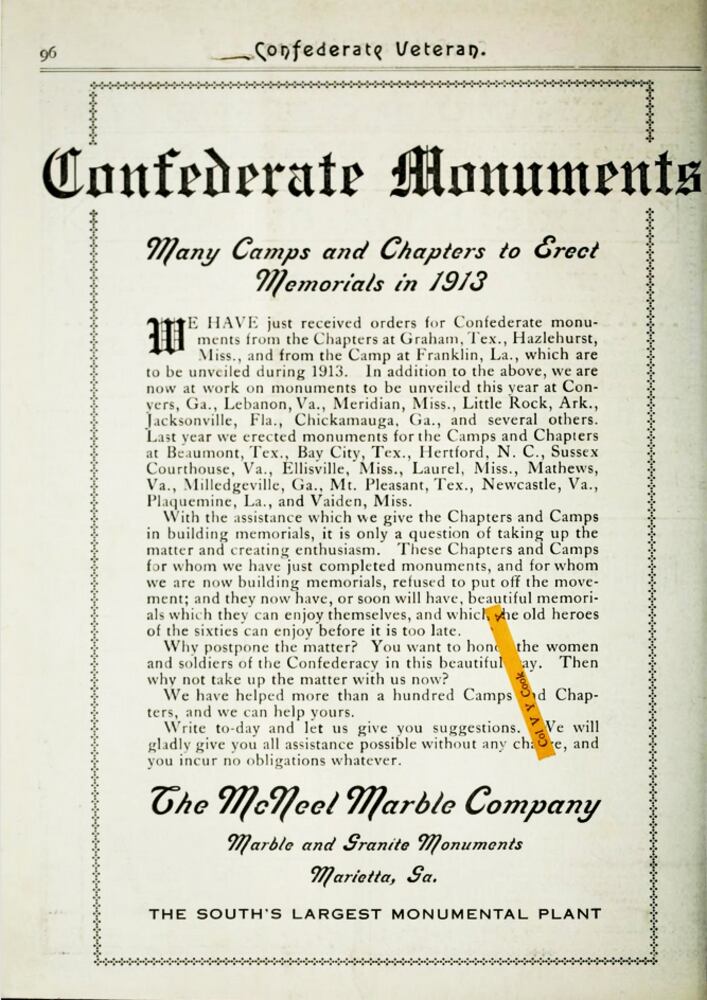 96
Confederate Veteran.
Confederate Monuments
Many Camps and Chapters to Erect
Memorials in 1913
WE HAVE just received orders for Confederate monu-
ments from the Chapters at Graham, Tex., Hazlehurst,
Miss., and from the Camp at Franklin, La., which are
to be unveiled during 1913. In addition to the above, we are
now at work on monuments to be unveiled this year at Con-
yers, Ga., Lebanon, Va., Meridian, Miss., Little Rock, Ark.,
Jacksonville, Fla., Chickamauga, Ga., and several others.
Last year we erected monuments for the Camps and Chapters
at Beaumont, Tex., Bay City, Tex., Hertford, N. C., Sussex
Courthouse, Va., Ellisville, Miss., Laurel, Miss., Mathews,
Va., Milledgeville, Ga., Mt. Pleasant, Tex., Newcastle, Va.,
Plaquemine, La., and Vaiden, Miss.
With the assistance which we give the Chapters and Camps
in building memorials, it is only a question of taking up the
matter and creating enthusiasm. These Chapters and Camps
for whom we have just completed monuments, and for whom
we are now building memorials, refused to put off the move-
ment; and they now have, or soon will have, beautiful memori-
als which they can enjoy themselves, and which the old heroes
of the sixties can enjoy before it is too late.
Why postpone the matter? You want to honor the women
and soldiers of the Confederacy in this beautiful way. Then
why not take up the matter with us now?
We have helped more than a hundred Camps and Chap-
ters, and we can help yours.
Write to-day and let us give you suggestions. We will
gladly give you all assistance possible without any charge, and
you incur no obligations whatever.
Col V Y Cook
The McNeel Marble Company
Marble and Granite Monuments
Marietta, Ga.
THE SOUTH'S LARGEST MONUMENTAL PLANT